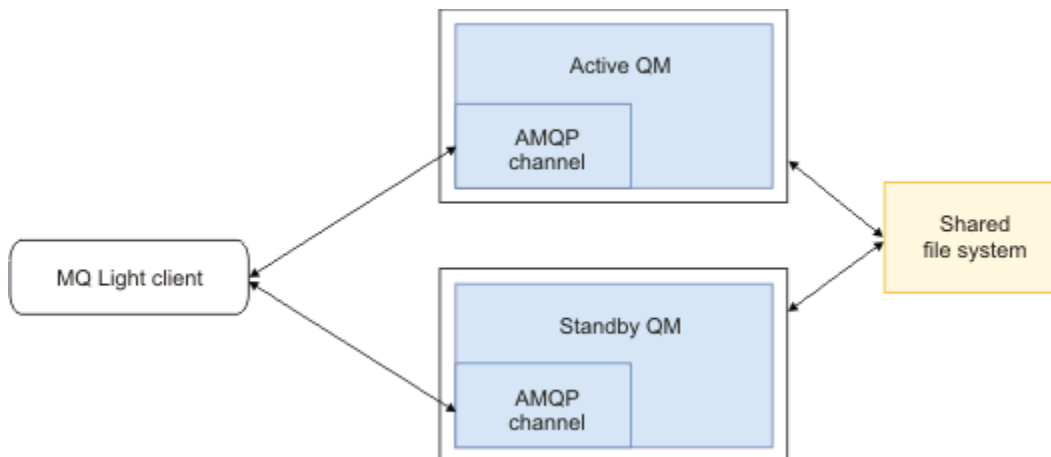 Active QM
AMQP
channel
MQ Light client
Shared
file system
Standby QM
AMQP
channel